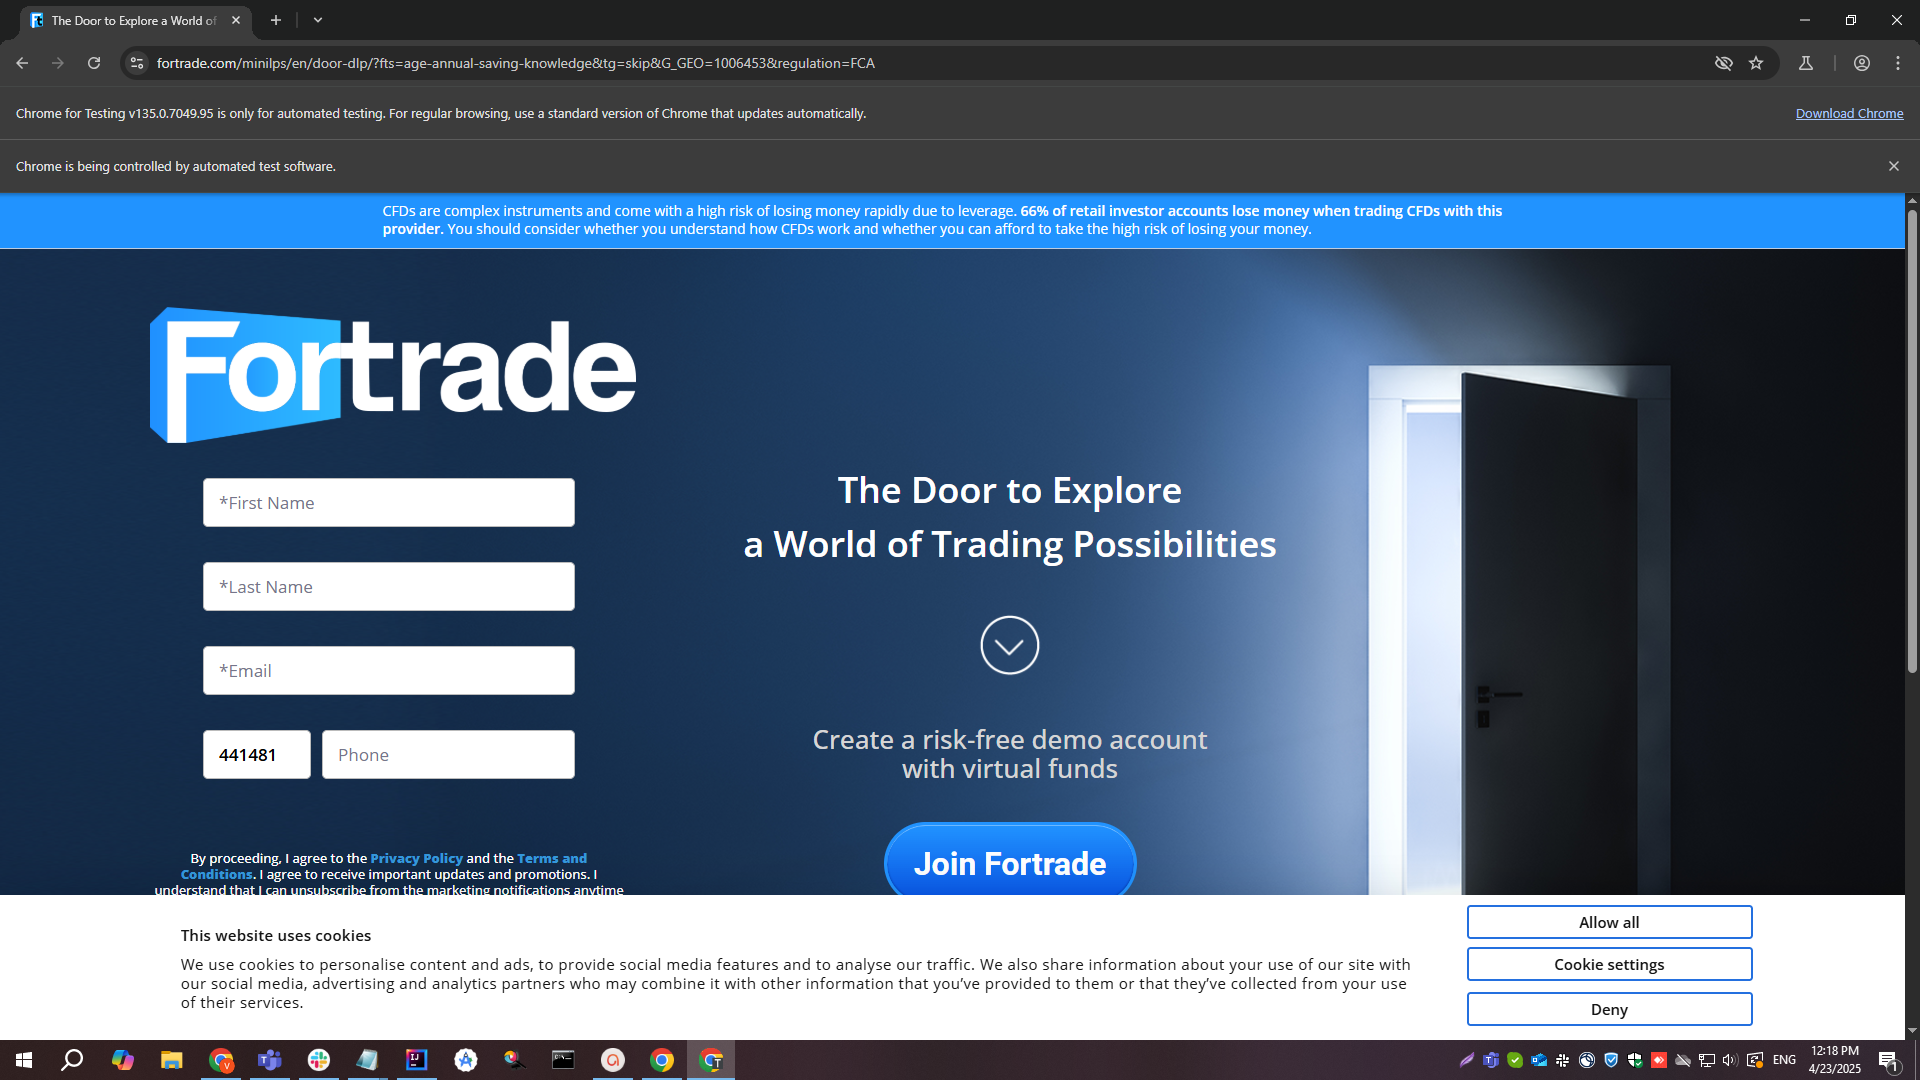 The Door to Explore a World of
fortrade.com/minilps/en/door-dlp/?fts=age-annual-saving-knowledge&tg=skip&G_GEO=1006453&regulation=FCA
Chrome for Testing v135.0.7049.95 is only for automated testing. For regular browsing, use a standard version of Chrome that updates automatically.
Download Chrome
Chrome is being controlled by automated test software.
CFDs are complex instruments and come with a high risk of losing money rapidly due to leverage. 66% of retail investor accounts lose money when trading CFDs with this
provider. You should consider whether you understand how CFDs work and whether you can afford to take the high risk of losing your money.
Fortrade
*First Name
*Last Name
*Email
441481
Phone
By proceeding, I agree to the Privacy Policy and the Terms and
Conditions. I agree to receive important updates and promotions. I
understand that I can unsubscribe from the marketing notifications anytime
The Door to Explore
a World of Trading Possibilities
Create a risk-free demo account
with virtual funds
Join Fortrade
This website uses cookies
We use cookies to personalise content and ads, to provide social media features and to analyse our traffic. We also share information about your use of our site with
our social media, advertising and analytics partners who may combine it with other information that you've provided to them or that they've collected from your use
of their services.
Allow all
Cookie settings
Deny
ENG
12:18 PM
4/23/2025
1